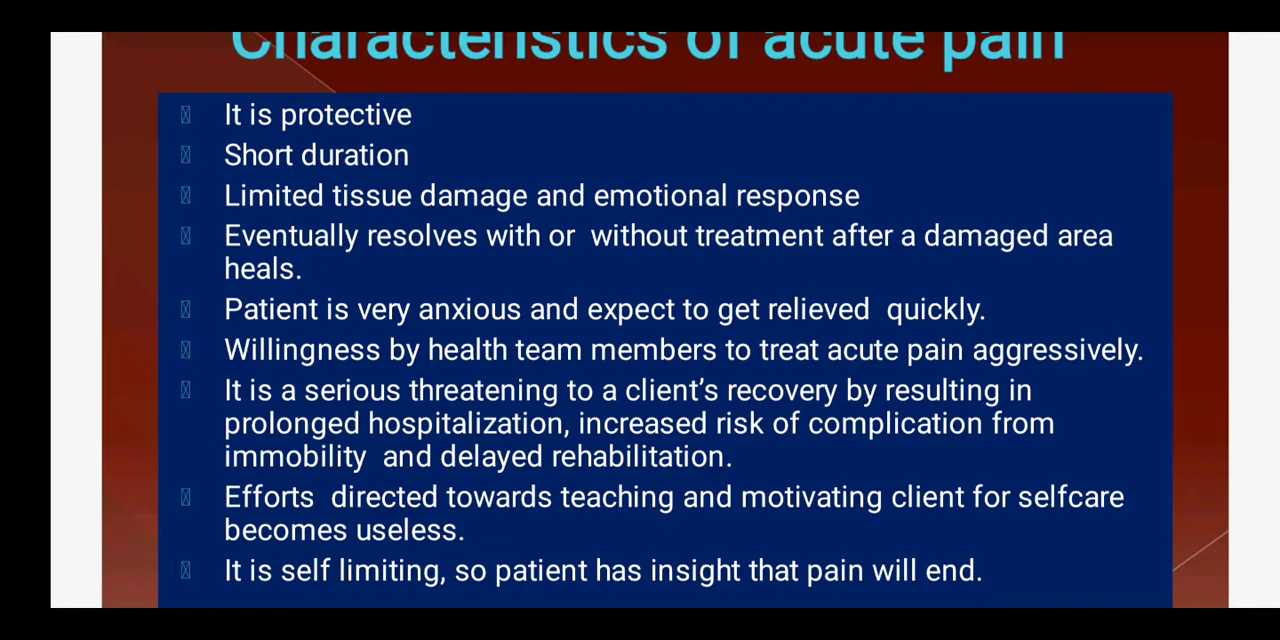 Characteristics of acute pain
It is protective
Short duration
Limited tissue damage and emotional response
Eventually resolves with or  without treatment after a damaged area
heals.
Patient is very anxious and expect to get relieved  quickly.
Willingness by health team members to treat acute pain aggressively.
It is a serious threatening to a client’s recovery by resulting in
prolonged hospitalization, increased risk of complication from
immobility  and delayed rehabilitation.
Efforts  directed towards teaching and motivating client for selfcare
becomes useless.
It is self limiting, so patient has insight that pain will end.